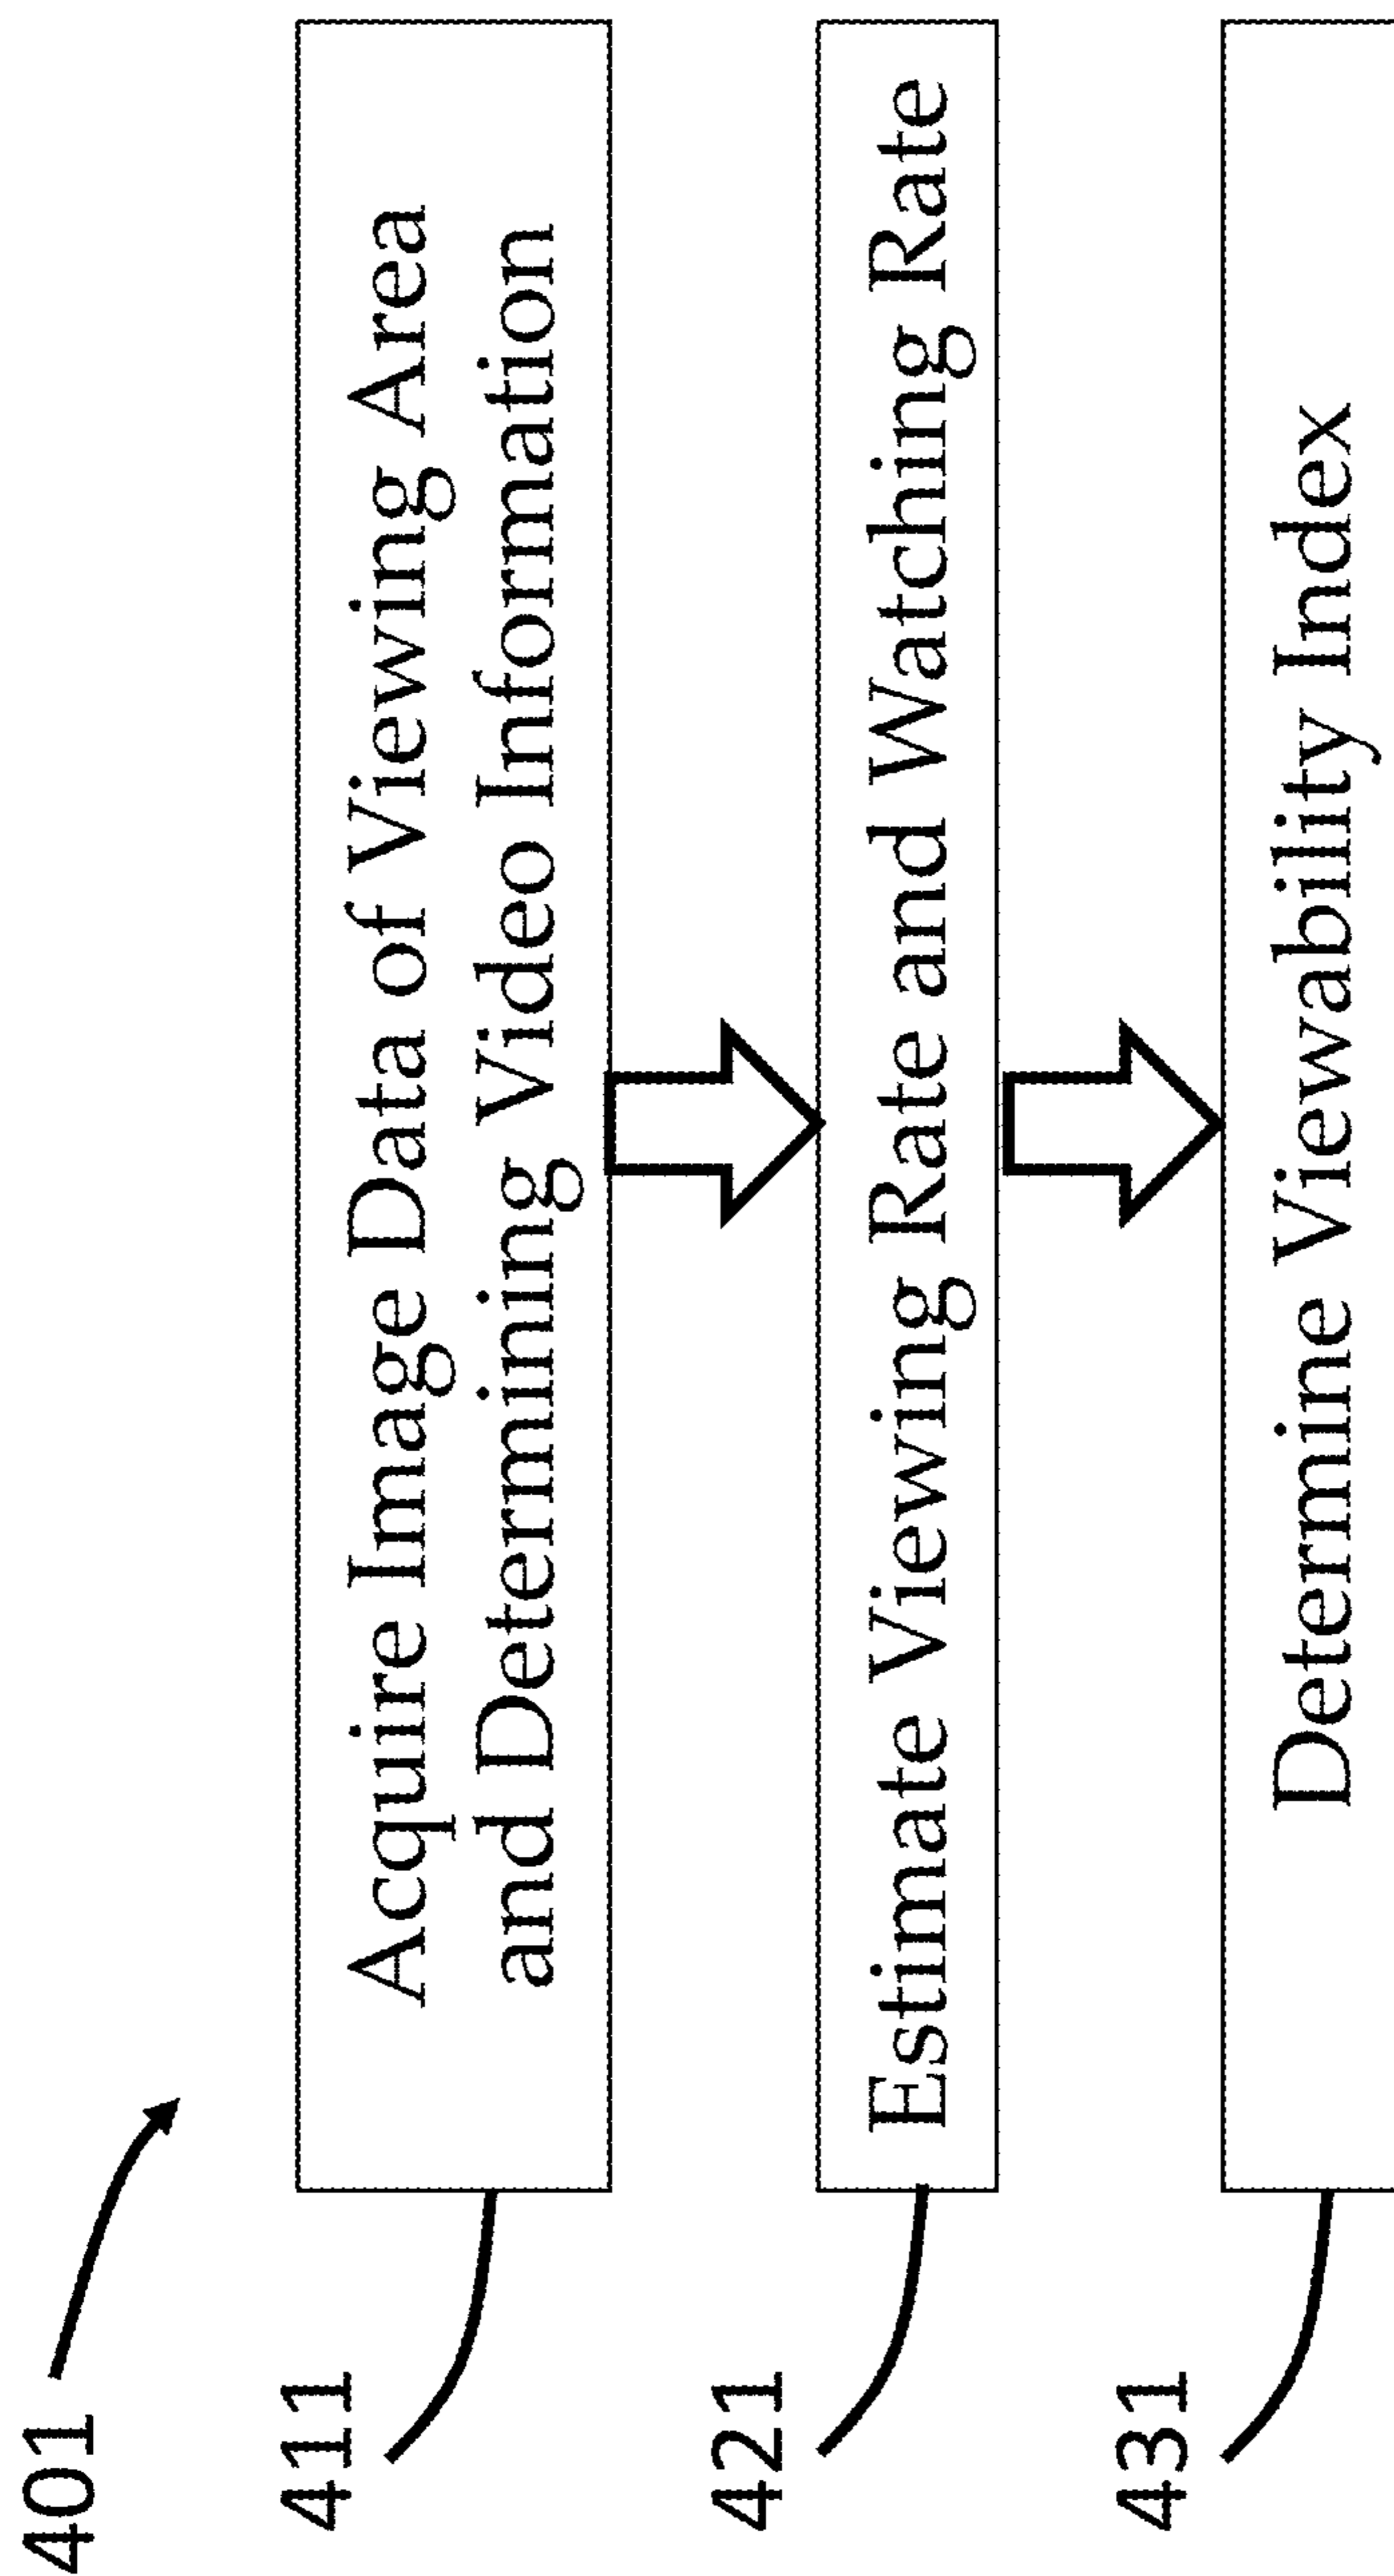 401
411
Acquire Image Data of Viewing Area
and Determining Video Information
421
Estimate Viewing Rate and Watching Rate
431
Determine Viewability Index